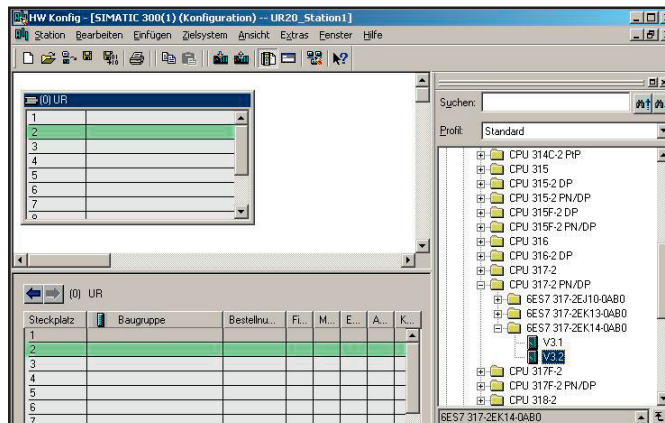 HW Konfig - [SIMATIC 300(1) (Konfiguration) -- UR20_Station1]
Station Bearbeiten Einfügen Zielsystem Ansicht Extras Fenster Hilfe
(0) UR
1
2
3
4
5
6
7
8
Suchen:
Profil: Standard
CPU 314C-2 PtP
CPU 315
CPU 315-2 DP
CPU 315-2 PN/DP
CPU 315F-2 DP
CPU 315F-2 PN/DP
CPU 316
CPU 316-2 DP
CPU 317-2
CPU 317-2 PN/DP
6ES7 317-2EJ10-0AB0
6ES7 317-2EK13-0AB0
6ES7 317-2EK14-0AB0
V3.1
V3.2
CPU 317F-2
CPU 317F-2 PN/DP
CPU 318-2
6ES7 317-2EK14-0AB0
(0) UR
Steckplatz Baugruppe Bestellnu... Fi... M... E... A... K...
1
2
3
4
5
6
7